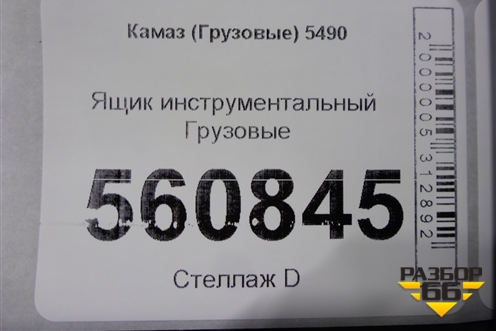 Камаз (Грузовые) 5490
Ящик инструментальный
Грузовые
560845
Стеллаж D
2000005312892
РАЗБОР
66